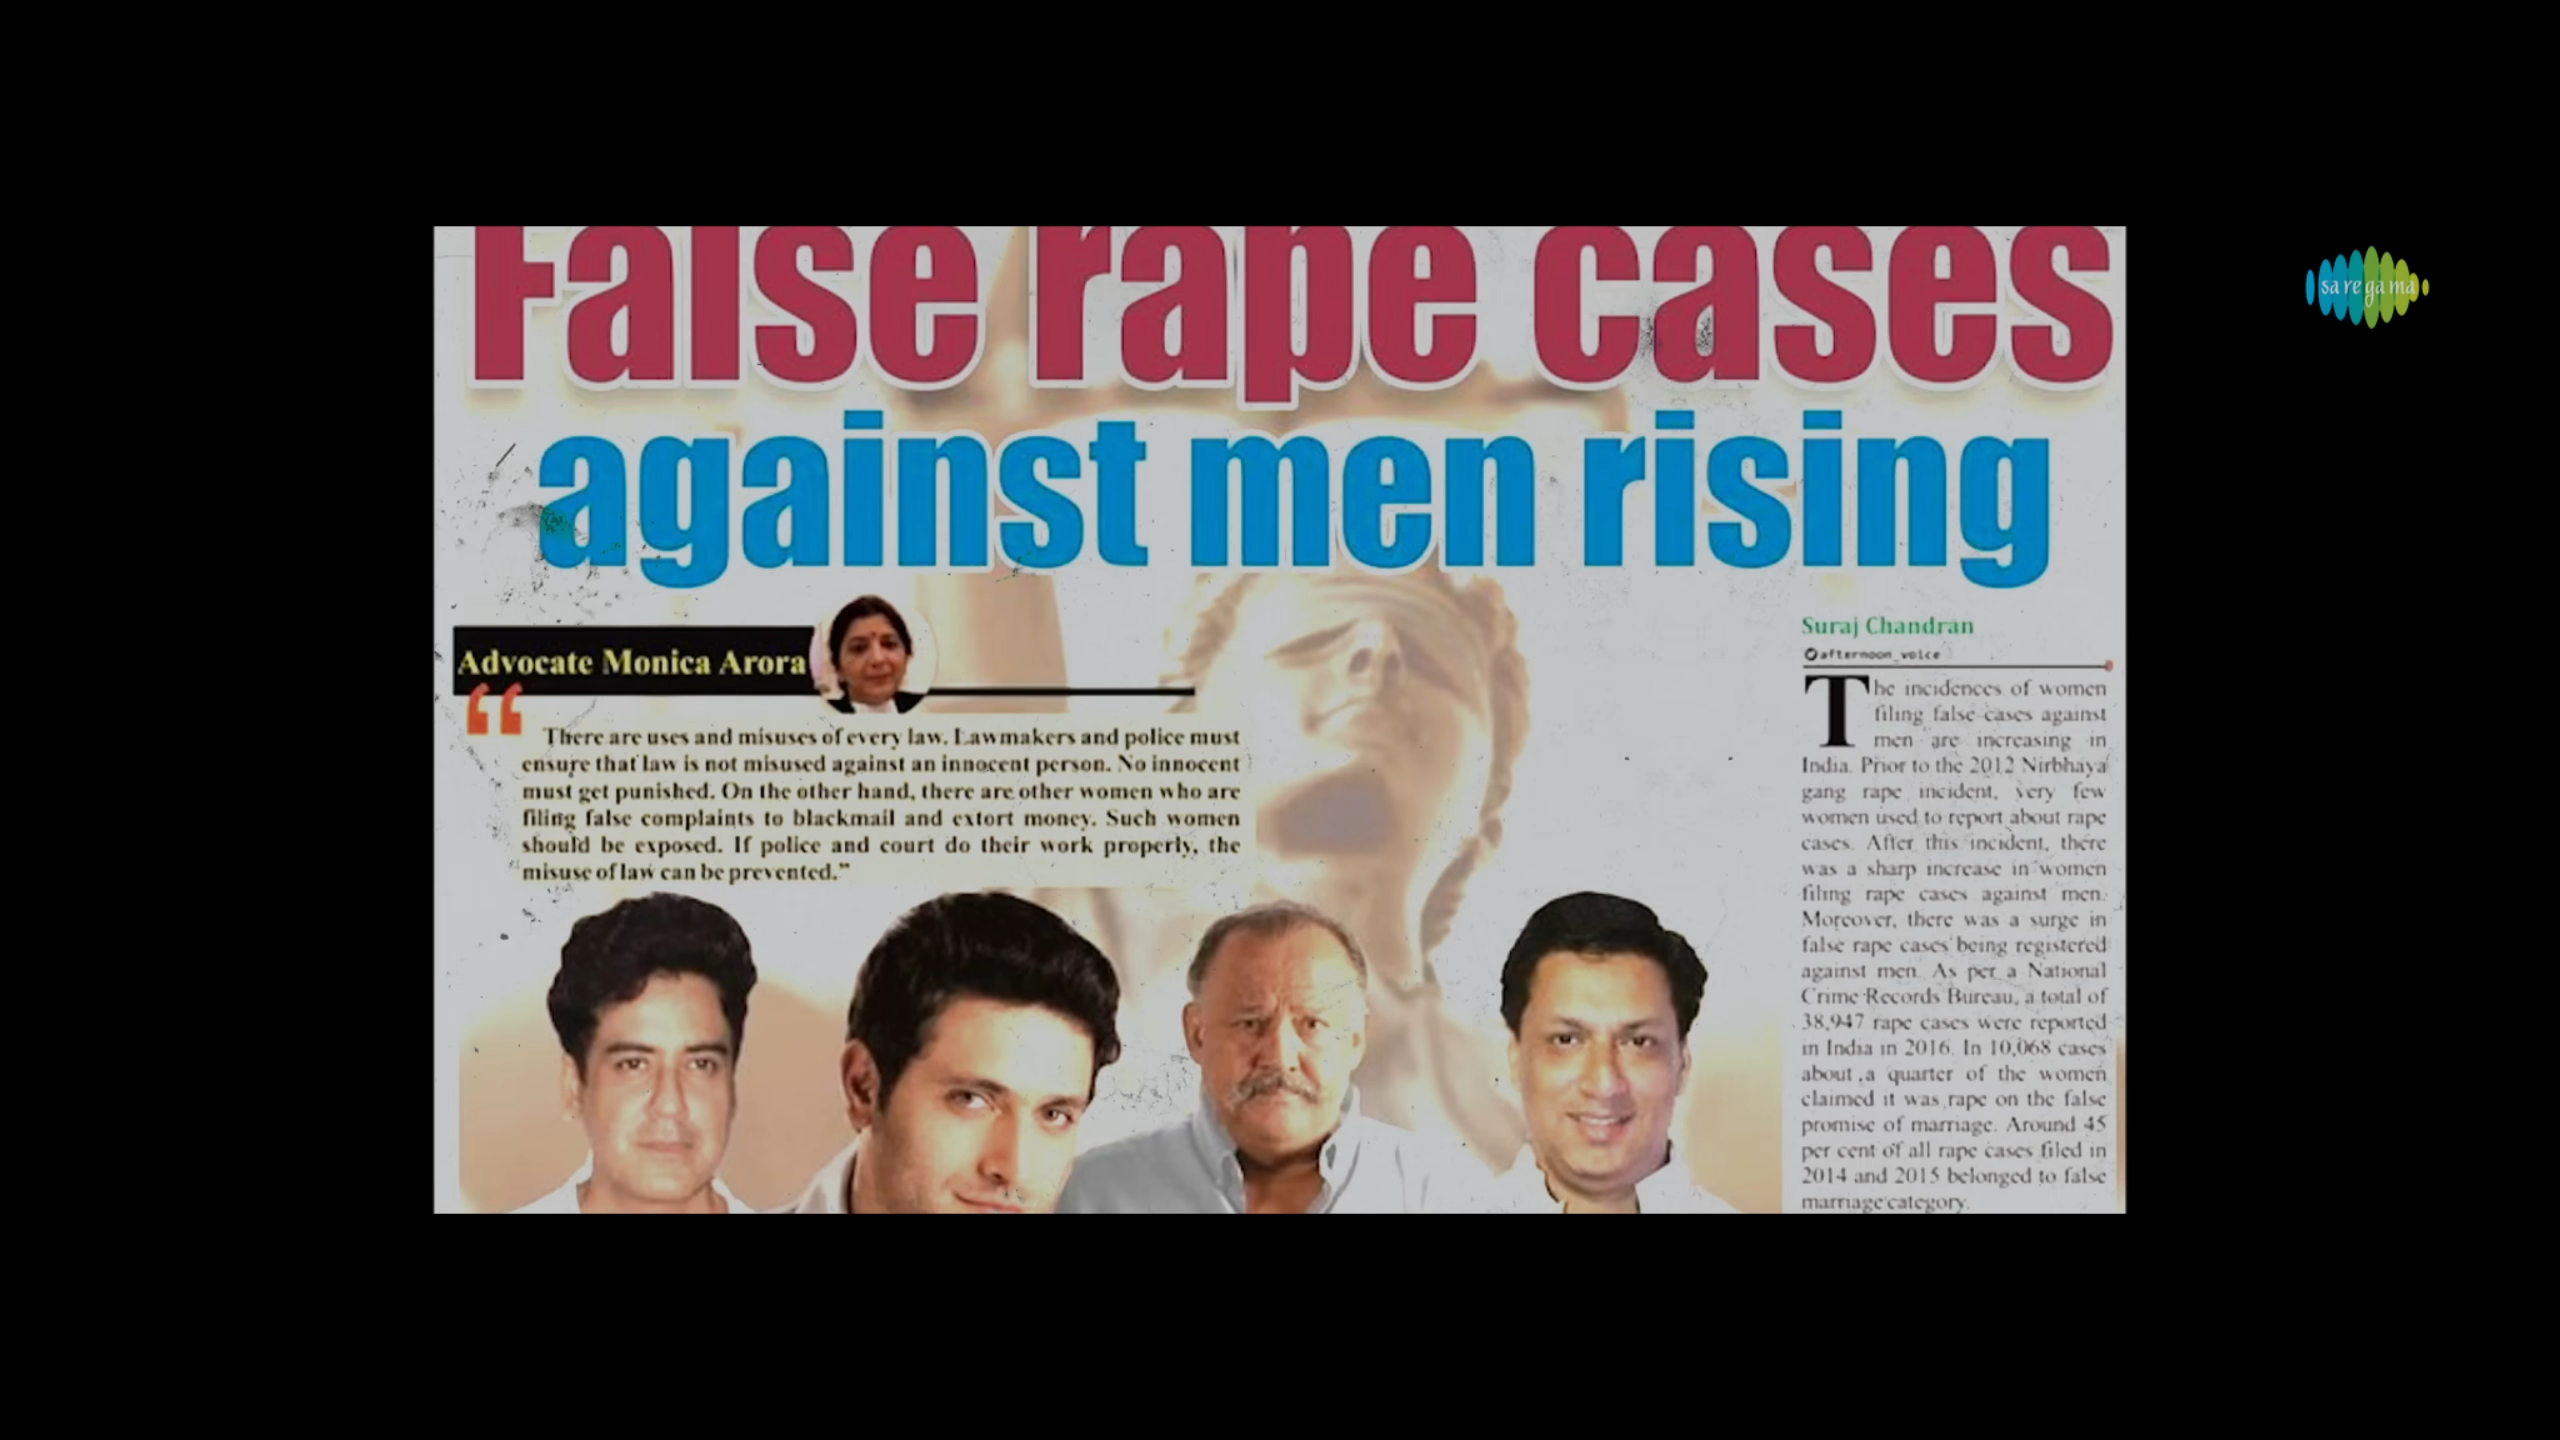 False rape cases
against men rising
sa re ga ma
Advocate Monica Arora
“ There are uses and misuses of every law. Lawmakers and police must
ensure that law is not misused against an innocent person. No innocent
must get punished. On the other hand, there are other women who are
filing false complaints to blackmail and extort money. Such women
should be exposed. If police and court do their work properly, the
misuse of law can be prevented.”
Suraj Chandran
@afternoon_voice
The incidences of women
filing false cases against
men are increasing in
India. Prior to the 2012 Nirbhaya
gang rape incident, very few
women used to report about rape
cases. After this incident, there
was a sharp increase in women
filing rape cases against men.
Moreover, there was a surge in
false rape cases being registered
against men. As per a National
Crime Records Bureau, a total of
38,947 rape cases were reported
in India in 2016. In 10,068 cases
about a quarter of the women
claimed it was rape on the false
promise of marriage. Around 45
per cent of all rape cases filed in
2014 and 2015 belonged to false
marriage category.